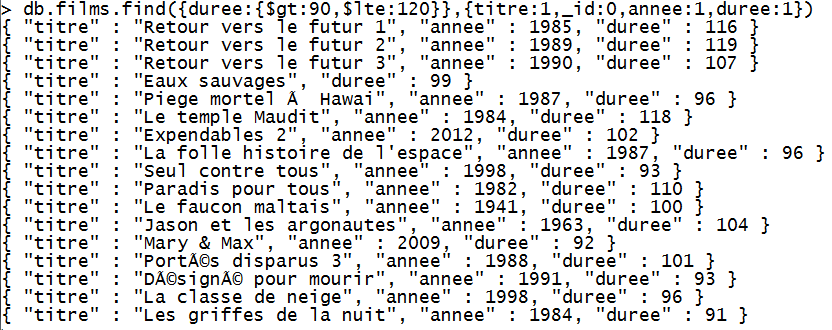 > db.films.find({duree:{$gt:90,$lte:120}},{titre:1,_id:0,annee:1,duree:1})
{ "titre" : "Retour vers le futur 1", "annee" : 1985, "duree" : 116 }
{ "titre" : "Retour vers le futur 2", "annee" : 1989, "duree" : 119 }
{ "titre" : "Retour vers le futur 3", "annee" : 1990, "duree" : 107 }
{ "titre" : "Eaux sauvages", "duree" : 99 }
{ "titre" : "Piege mortel Ã  Hawai", "annee" : 1987, "duree" : 96 }
{ "titre" : "Le temple Maudit", "annee" : 1984, "duree" : 118 }
{ "titre" : "Expendables 2", "annee" : 2012, "duree" : 102 }
{ "titre" : "La folle histoire de l'espace", "annee" : 1987, "duree" : 96 }
{ "titre" : "Seul contre tous", "annee" : 1998, "duree" : 93 }
{ "titre" : "Paradis pour tous", "annee" : 1982, "duree" : 110 }
{ "titre" : "Le faucon maltais", "annee" : 1941, "duree" : 100 }
{ "titre" : "Jason et les argonautes", "annee" : 1963, "duree" : 104 }
{ "titre" : "Mary & Max", "annee" : 2009, "duree" : 92 }
{ "titre" : "PortÃ©s disparus 3", "annee" : 1988, "duree" : 101 }
{ "titre" : "DÃ©signÃ© pour mourir", "annee" : 1991, "duree" : 93 }
{ "titre" : "La classe de neige", "annee" : 1998, "duree" : 96 }
{ "titre" : "Les griffes de la nuit", "annee" : 1984, "duree" : 91 }